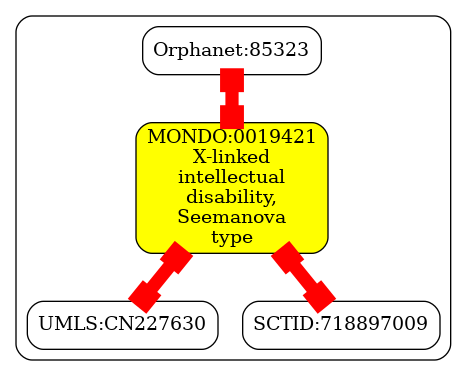 Orphanet:85323
MONDO:0019421
X-linked
intellectual
disability,
Seemanova
type
UMLS:CN227630
SCTID:718897009